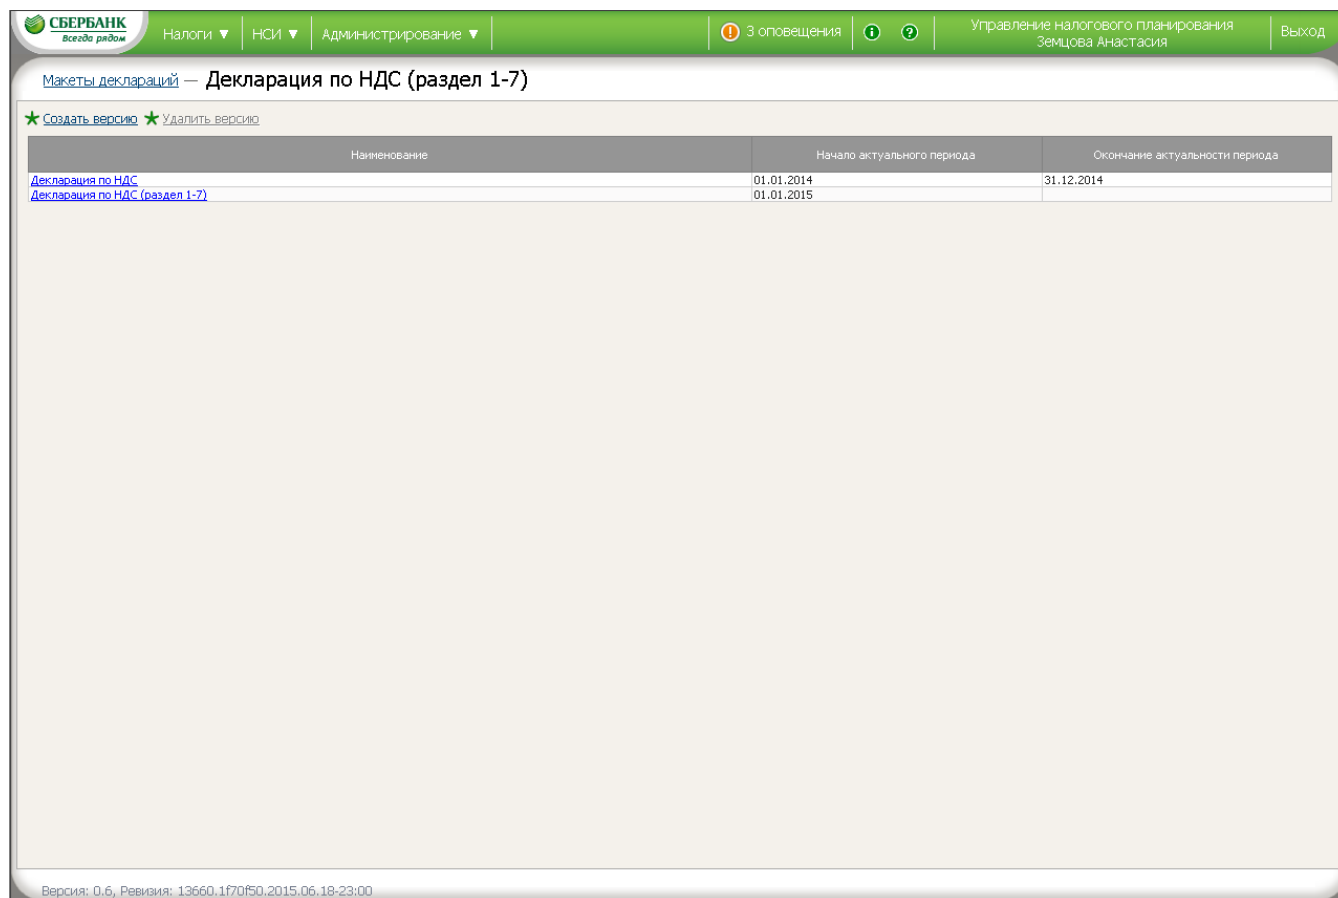 СБЕРБАНК
Всегда рядом
Налоги ▼ НСИ ▼ Администрирование ▼
3 оповещения
Управление налогового планирования
Земцова Анастасия
Выход
Макеты деклараций — Декларация по НДС (раздел 1-7)
Создать версию Удалить версию
Наименование Начало актуального периода Окончание актуальности периода
Декларация по НДС 01.01.2014 31.12.2014
Декларация по НДС (раздел 1-7) 01.01.2015
Версия: 0.6, Ревизия: 13660.1f70f50.2015.06.18-23:00